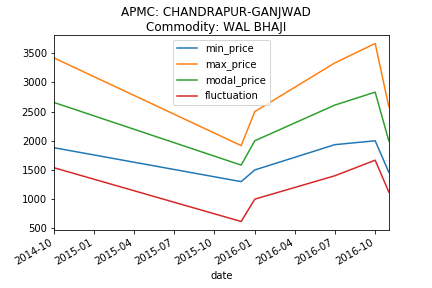 APMC: CHANDRAPUR-GANJWAD
Commodity: WAL BHAJI
min_price
max_price
modal_price
fluctuation
3500
3000
2500
2000
1500
1000
500
2014-10
2015-01
2015-04
2015-07
2015-10
2016-01
2016-04
2016-07
2016-10
date